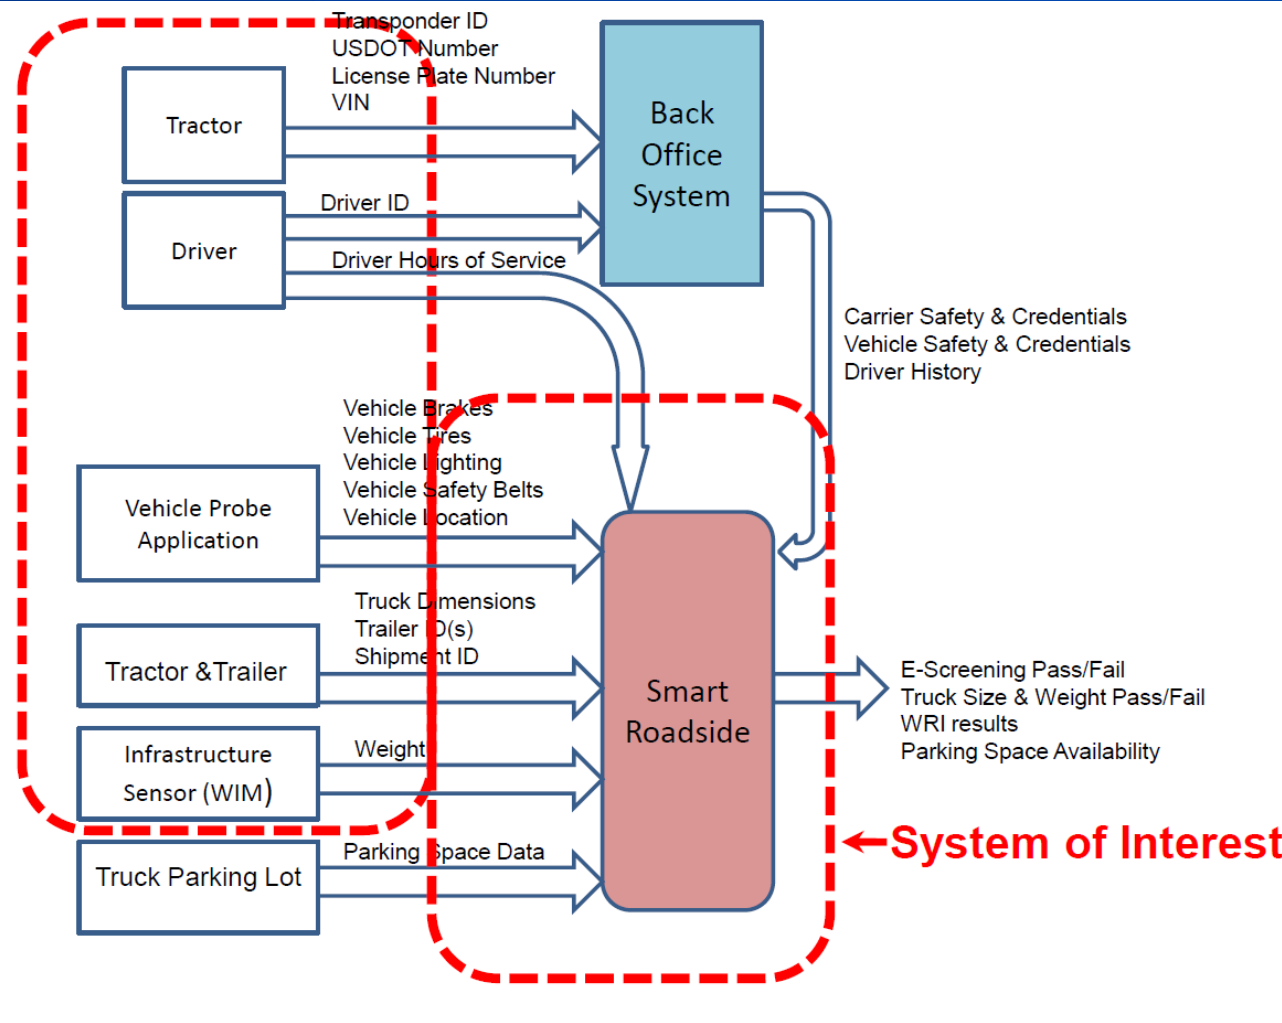 Transponder ID
USDOT Number
License Plate Number
VIN
Tractor
Back
Office
System
Driver ID
Driver
Driver Hours of Service
Carrier Safety & Credentials
Vehicle Safety & Credentials
Driver History
Vehicle Brakes
Vehicle Tires
Vehicle Lighting
Vehicle Safety Belts
Vehicle Location
Vehicle Probe
Application
Truck Dimensions
Trailer ID(s)
Shipment ID
Tractor &Trailer
Smart
Roadside
E-Screening Pass/Fail
Truck Size & Weight Pass/Fail
WRI results
Parking Space Availability
Infrastructure
Sensor (WIM)
Weight
System of Interest
Parking Space Data
Truck Parking Lot